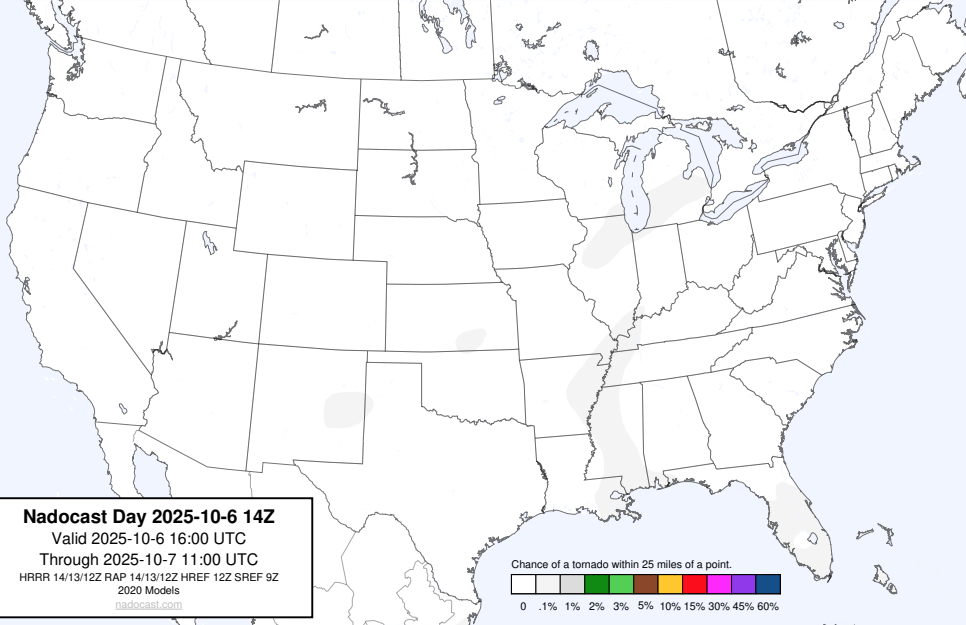 Nadocast Day 2025-10-6 14Z
Valid 2025-10-6 16:00 UTC
Through 2025-10-7 11:00 UTC
HRRR 14/13/12Z RAP 14/13/12Z HREF 12Z SREF 9Z
2020 Models
nadocast.com
Chance of a tornado within 25 miles of a point.
0 .1% 1% 2% 3% 5% 10% 15% 30% 45% 60%